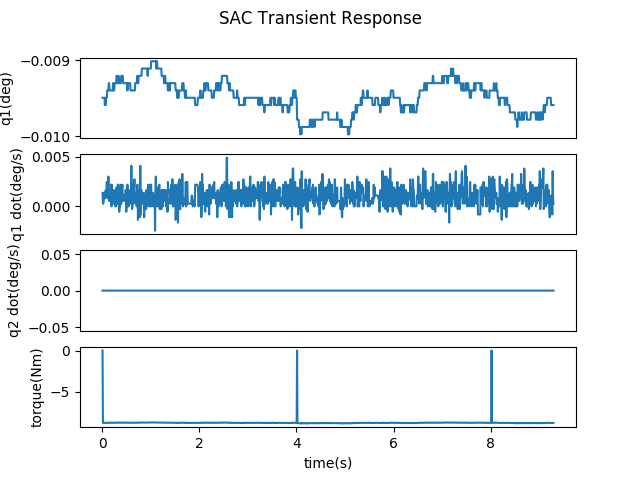 SAC Transient Response
−0.009
−0.010
q1(deg)
0.005
0.000
q1 dot(deg/s)
0.05
0.00
−0.05
q2 dot(deg/s)
0
−5
torque(Nm)
0 2 4 6 8
time(s)